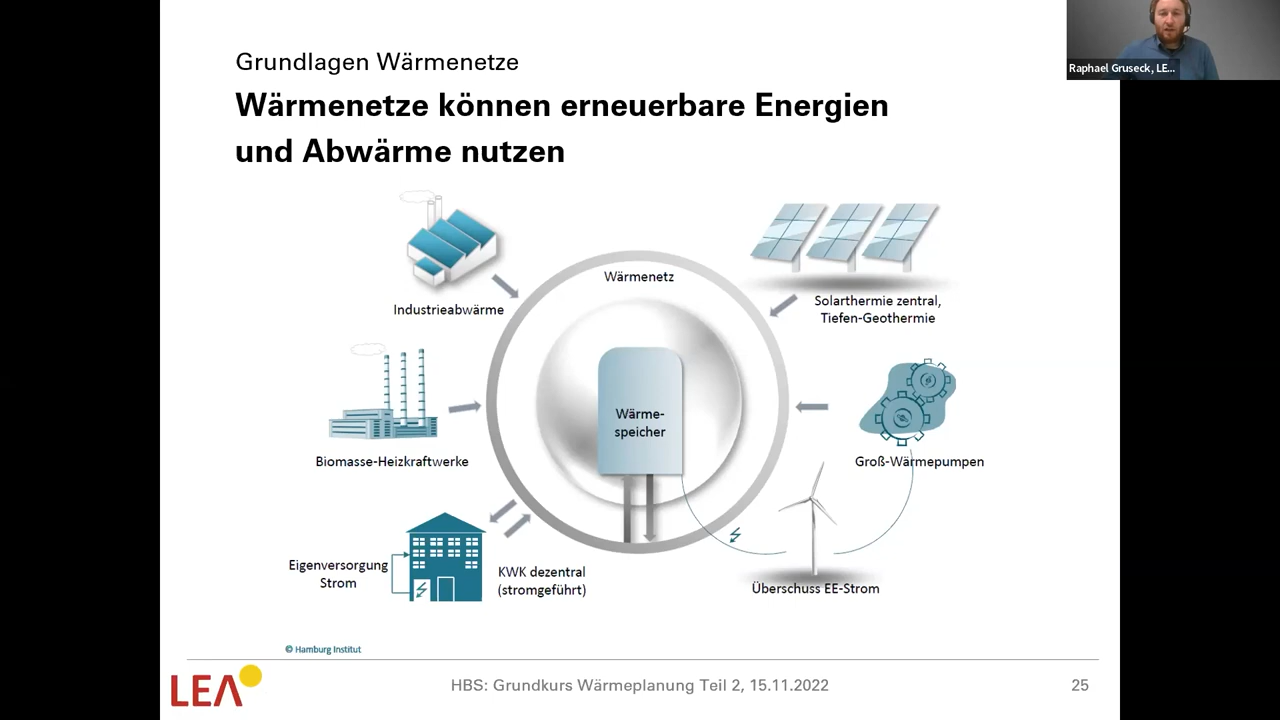 Raphael Gruseck, LE...
Grundlagen Wärmenetze
Wärmenetze können erneuerbare Energien
und Abwärme nutzen
Wärmenetz
Industrieabwärme
Solarthermie zentral,
Tiefen-Geothermie
Wärme-
speicher
Biomasse-Heizkraftwerke
Groß-Wärmepumpen
Eigenversorgung
Strom
KWK dezentral
(stromgeführt)
Überschuss EE-Strom
© Hamburg Institut
LEA
HBS: Grundkurs Wärmeplanung Teil 2, 15.11.2022
25